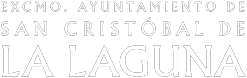 EXCMO. AYUNTAMIENTO DE
SAN CRISTÓBAL DE
LA LAGUNA